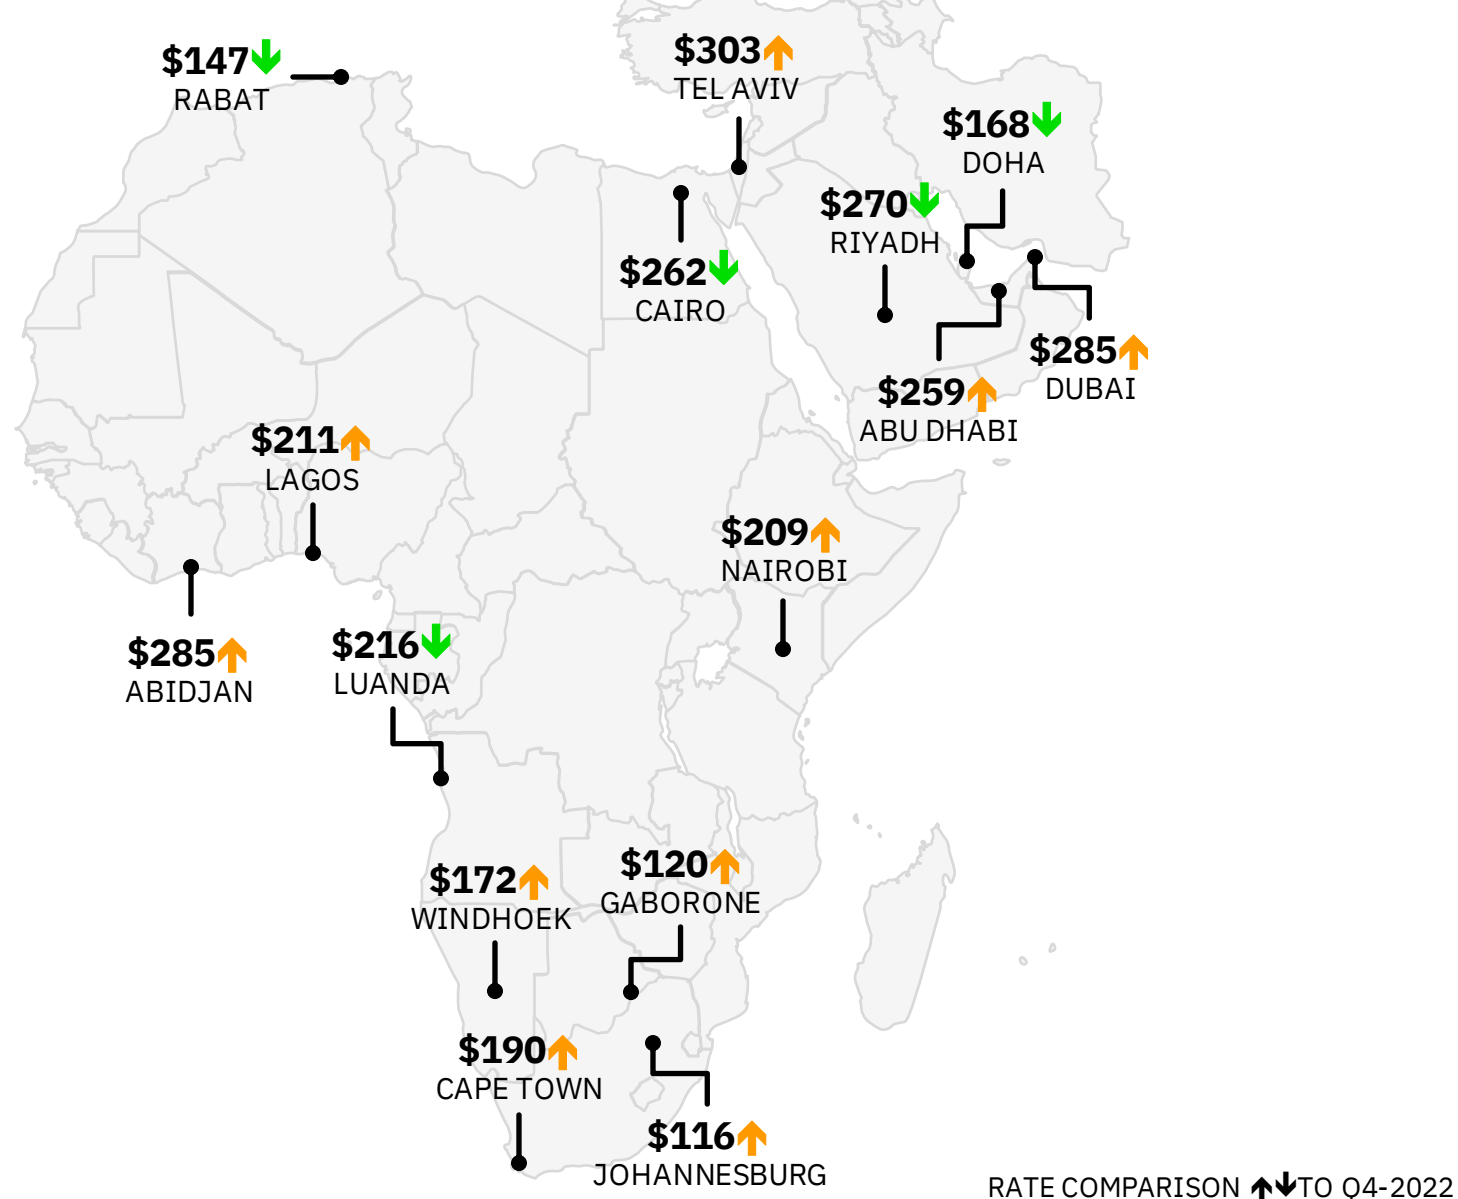 $303
TEL AVIV
$147
RABAT
$168
DOHA
$270
RIYADH
$262
CAIRO
$285
DUBAI
$259
ABU DHABI
$211
LAGOS
$209
NAIROBI
$285
ABIDJAN
$216
LUANDA
$172
WINDHOEK
$120
GABORONE
$190
CAPE TOWN
$116
JOHANNESBURG
RATE COMPARISON ↑↓TO Q4-2022